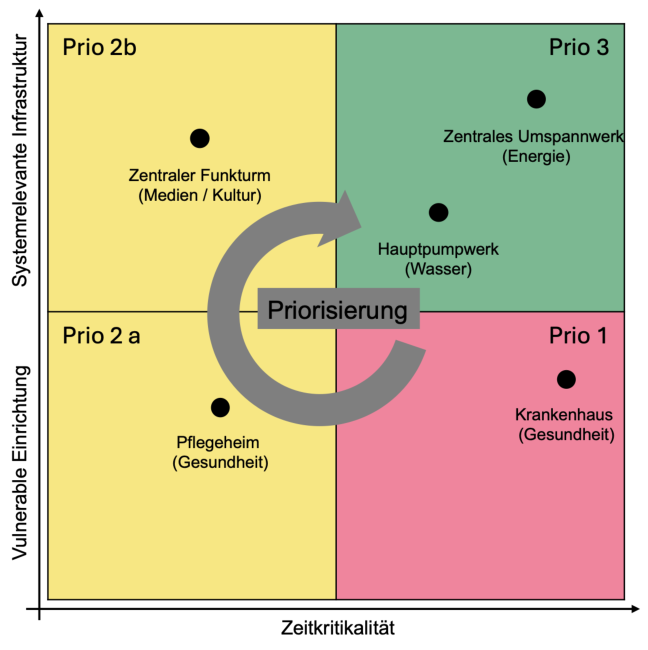 Systemrelevante Infrastruktur
Vulnerable Einrichtung
Prio 2b
Prio 3
Zentrales Umspannwerk
(Energie)
Zentraler Funkturm
(Medien / Kultur)
Hauptpumpwerk
(Wasser)
Priorisierung
Prio 2 a
Prio 1
Krankenhaus
(Gesundheit)
Pflegeheim
(Gesundheit)
Zeitkritikalität